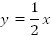 y = 1/2 x